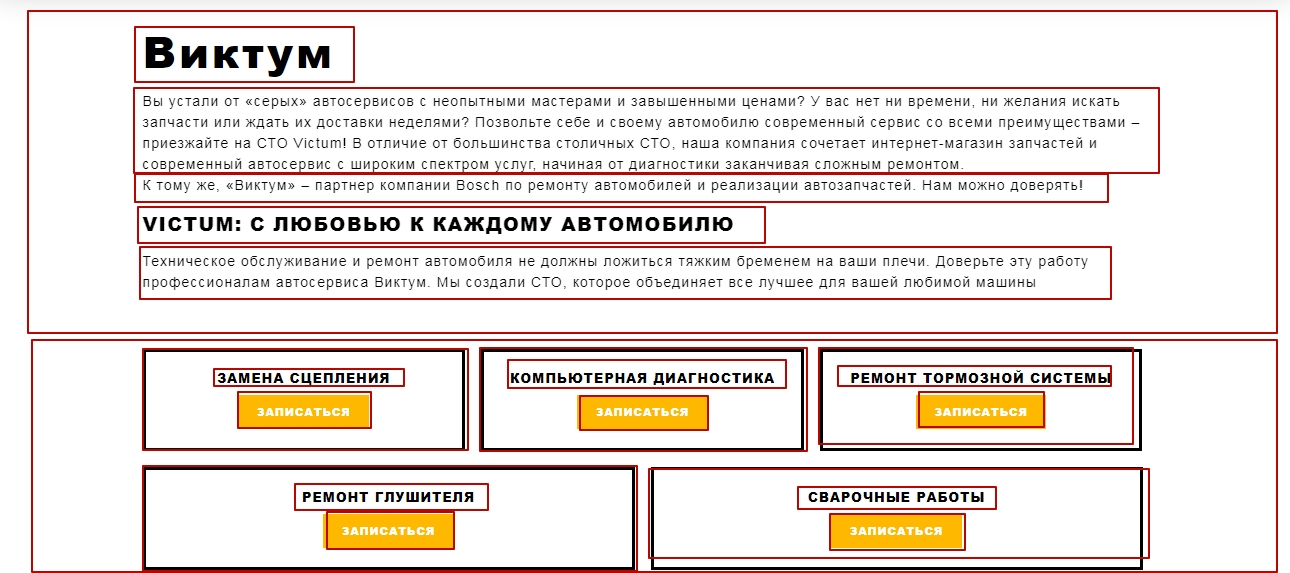 Виктум
Вы устали от «серых» автосервисов с неопытными мастерами и завышенными ценами? У вас нет ни времени, ни желания искать
запчасти или ждать их доставки неделями? Позвольте себе и своему автомобилю современный сервис со всеми преимуществами –
приезжайте на СТО Victum! В отличие от большинства столичных СТО, наша компания сочетает интернет-магазин запчастей и
современный автосервис с широким спектром услуг, начиная от диагностики заканчивая сложным ремонтом.
К тому же, «Виктум» – партнер компании Bosch по ремонту автомобилей и реализации автозапчастей. Нам можно доверять!
VICTUM: С ЛЮБОВЬЮ К КАЖДОМУ АВТОМОБИЛЮ
Техническое обслуживание и ремонт автомобиля не должны ложиться тяжким бременем на ваши плечи. Доверьте эту работу
профессионалам автосервиса Виктум. Мы создали СТО, которое объединяет все лучшее для вашей любимой машины
ЗАМЕНА СЦЕПЛЕНИЯ
ЗАПИСАТЬСЯ
КОМПЬЮТЕРНАЯ ДИАГНОСТИКА
ЗАПИСАТЬСЯ
РЕМОНТ ТОРМОЗНОЙ СИСТЕМЫ
ЗАПИСАТЬСЯ
РЕМОНТ ГЛУШИТЕЛЯ
ЗАПИСАТЬСЯ
СВАРОЧНЫЕ РАБОТЫ
ЗАПИСАТЬСЯ